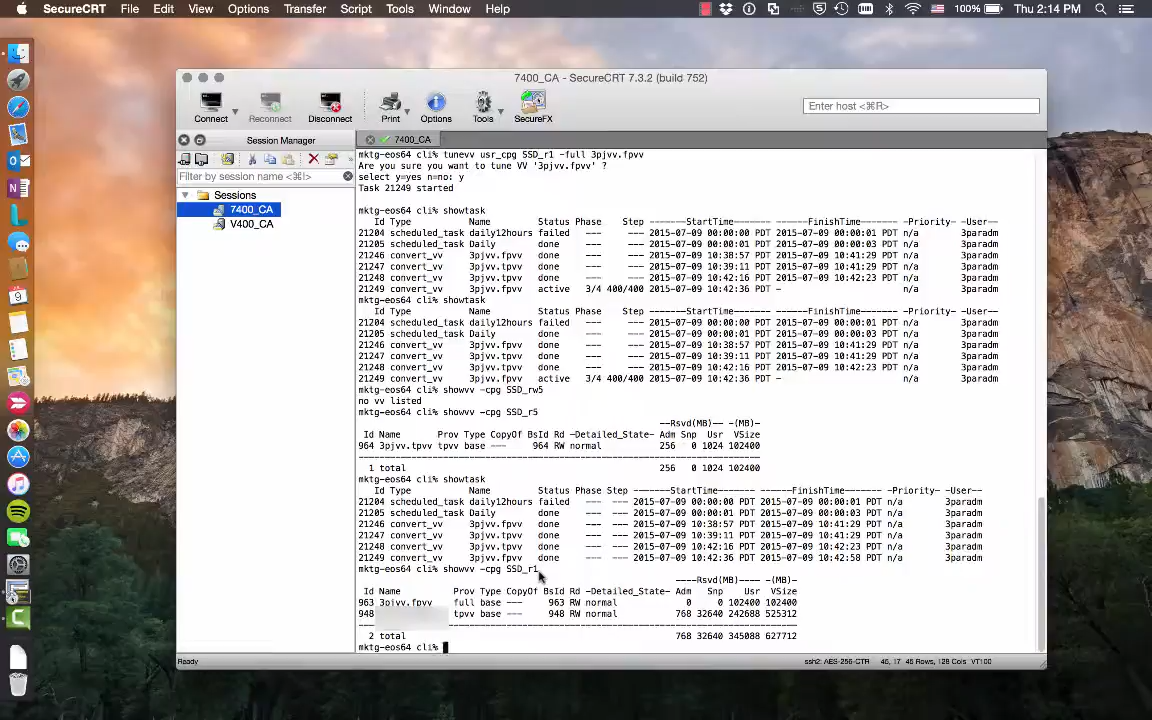 SecureCRT File Edit View Options Transfer Script Tools Window Help 100% Thu 2:14 PM
7400_CA - SecureCRT 7.3.2 (build 752)
Connect Reconnect Disconnect Print Options Tools SecureFX
Enter host <⌘R>
Session Manager
7400_CA
Filter by session name <⌘I>
Sessions
7400_CA
V400_CA
mktg-eos64 cli% tunevv usr_cpg SSD_r1 -full 3pjvv.fpvv
Are you sure you want to tune VV '3pjvv.fpvv' ?
select y=yes n=no: y
Task 21249 started
mktg-eos64 cli% showtask
Id Type Name Status Phase Step -------StartTime------- -------FinishTime------- -Priority- -User--
21204 scheduled_task daily12hours failed --- --- 2015-07-09 00:00:00 PDT 2015-07-09 00:00:01 PDT n/a 3paradm
21205 scheduled_task Daily done --- --- 2015-07-09 00:00:01 PDT 2015-07-09 00:00:03 PDT n/a 3paradm
21246 convert_vv 3pjvv.fpvv done --- --- 2015-07-09 10:38:57 PDT 2015-07-09 10:41:29 PDT n/a 3paradm
21247 convert_vv 3pjvv.tpvv done --- --- 2015-07-09 10:39:11 PDT 2015-07-09 10:41:29 PDT n/a 3paradm
21248 convert_vv 3pjvv.tpvv done --- --- 2015-07-09 10:42:16 PDT 2015-07-09 10:42:23 PDT n/a 3paradm
21249 convert_vv 3pjvv.fpvv active 3/4 400/400 2015-07-09 10:42:36 PDT - n/a 3paradm
mktg-eos64 cli% showtask
Id Type Name Status Phase Step -------StartTime------- -------FinishTime------- -Priority- -User--
21204 scheduled_task daily12hours failed --- --- 2015-07-09 00:00:00 PDT 2015-07-09 00:00:01 PDT n/a 3paradm
21205 scheduled_task Daily done --- --- 2015-07-09 00:00:01 PDT 2015-07-09 00:00:03 PDT n/a 3paradm
21246 convert_vv 3pjvv.fpvv done --- --- 2015-07-09 10:38:57 PDT 2015-07-09 10:41:29 PDT n/a 3paradm
21247 convert_vv 3pjvv.tpvv done --- --- 2015-07-09 10:39:11 PDT 2015-07-09 10:41:29 PDT n/a 3paradm
21248 convert_vv 3pjvv.tpvv done --- --- 2015-07-09 10:42:16 PDT 2015-07-09 10:42:23 PDT n/a 3paradm
21249 convert_vv 3pjvv.fpvv active 3/4 400/400 2015-07-09 10:42:36 PDT - n/a 3paradm
mktg-eos64 cli% showvv -cpg SSD_rw5
no vv listed
mktg-eos64 cli% showvv -cpg SSD_r5
--Rsvd(MB)-- -(MB)-
Id Name Prov Type CopyOf BsId Rd -Detailed_State- Adm Snp Usr VSize
964 3pjvv.tpvv tpvv base --- 964 RW normal 256 0 1024 102400
1 total 256 0 1024 102400
mktg-eos64 cli% showtask
Id Type Name Status Phase Step -------StartTime------- -------FinishTime------- -Priority- -User--
21204 scheduled_task daily12hours failed --- --- 2015-07-09 00:00:00 PDT 2015-07-09 00:00:01 PDT n/a 3paradm
21205 scheduled_task Daily done --- --- 2015-07-09 00:00:01 PDT 2015-07-09 00:00:03 PDT n/a 3paradm
21246 convert_vv 3pjvv.fpvv done --- --- 2015-07-09 10:38:57 PDT 2015-07-09 10:41:29 PDT n/a 3paradm
21247 convert_vv 3pjvv.tpvv done --- --- 2015-07-09 10:39:11 PDT 2015-07-09 10:41:29 PDT n/a 3paradm
21248 convert_vv 3pjvv.tpvv done --- --- 2015-07-09 10:42:16 PDT 2015-07-09 10:42:23 PDT n/a 3paradm
21249 convert_vv 3pjvv.fpvv done --- --- 2015-07-09 10:42:36 PDT 2015-07-09 10:42:58 PDT n/a 3paradm
mktg-eos64 cli% showvv -cpg SSD_r1
----Rsvd(MB)---- -(MB)-
Id Name Prov Type CopyOf BsId Rd -Detailed_State- Adm Snp Usr VSize
963 3pjvv.fpvv full base --- 963 RW normal 0 0 102400 102400
948 tpvv base --- 948 RW normal 768 32640 242688 525312
2 total 768 32640 345088 627712
mktg-eos64 cli%
Ready ssh2: AES-256-CTR 45, 17 45 Rows, 128 Cols VT100